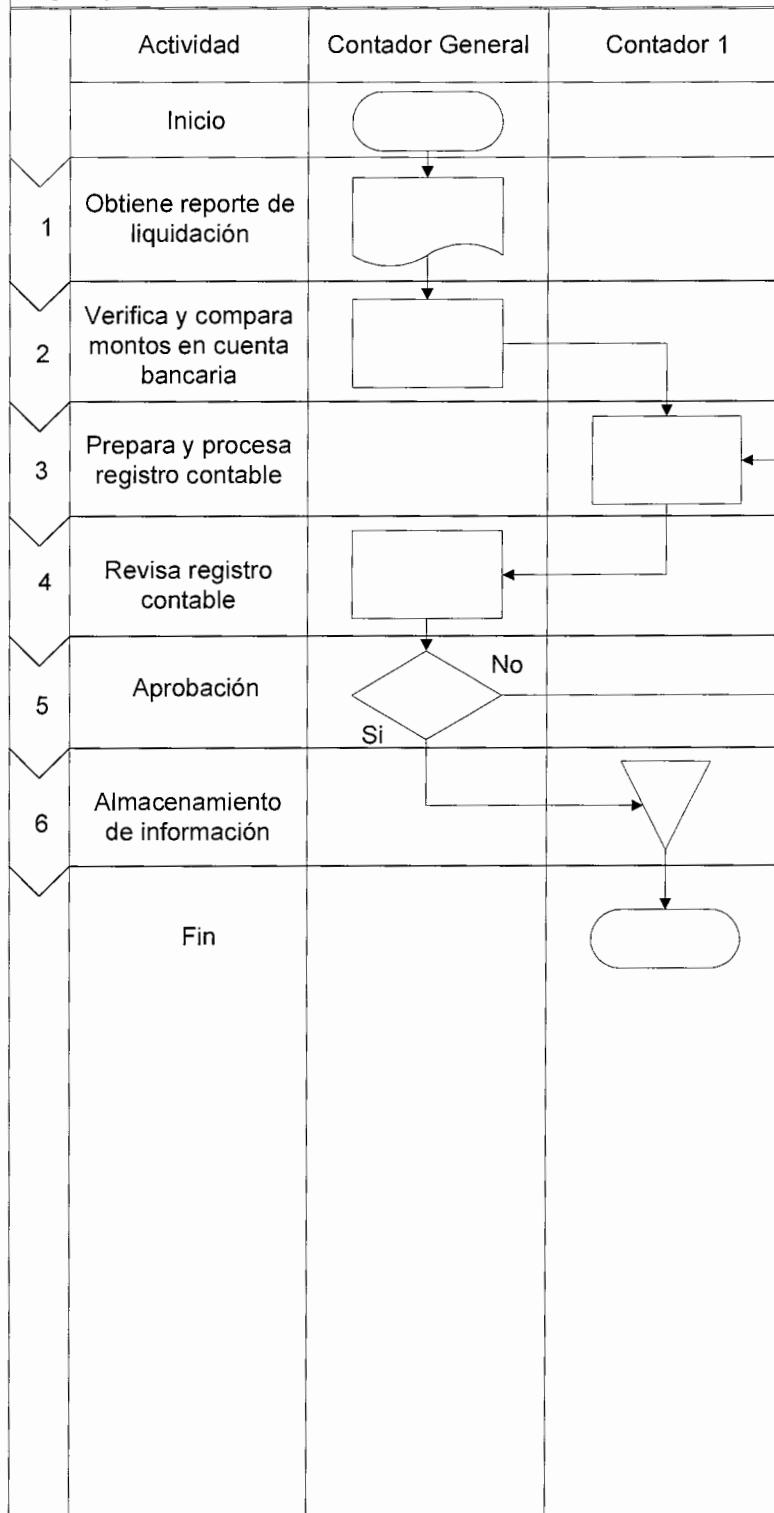 Actividad
Contador General
Contador 1
Inicio
1
Obtiene reporte de
liquidación
2
Verifica y compara
montos en cuenta
bancaria
3
Prepara y procesa
registro contable
4
Revisa registro
contable
5
Aprobación
No
Si
6
Almacenamiento
de información
Fin